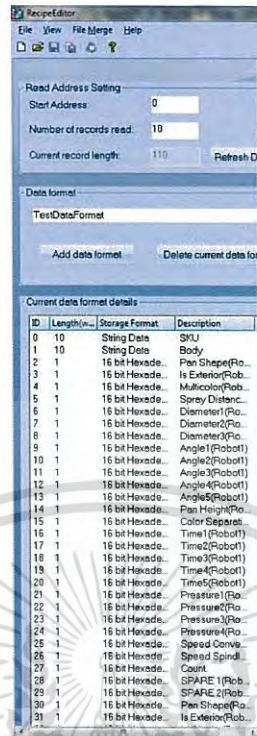 RecipeEditor
File View File Merge Help
Read Address Setting
Start Address: 0
Number of records read: 10
Current record length: 110 Refresh D
Data format
TestDataFormat
Add data format Delete current data for
Current data format details
ID Length(w... Storage Format Description
0 10 String Data SKU
1 10 String Data Body
2 1 16 bit Hexade... Pan Shape(Ro...
3 1 16 bit Hexade... Is Exterior(Rob...
4 1 16 bit Hexade... Multicolor(Rob...
5 1 16 bit Hexade... Spray Distanc...
6 1 16 bit Hexade... Diameter1(Ro...
7 1 16 bit Hexade... Diameter2(Ro...
8 1 16 bit Hexade... Diameter3(Ro...
9 1 16 bit Hexade... Angle1(Robot1)
10 1 16 bit Hexade... Angle2(Robot1)
11 1 16 bit Hexade... Angle3(Robot1)
12 1 16 bit Hexade... Angle4(Robot1)
13 1 16 bit Hexade... Angle5(Robot1)
14 1 16 bit Hexade... Pan Height(Ro...
15 1 16 bit Hexade... Color Separati...
16 1 16 bit Hexade... Time1(Robot1)
17 1 16 bit Hexade... Time2(Robot1)
18 1 16 bit Hexade... Time3(Robot1)
19 1 16 bit Hexade... Time4(Robot1)
20 1 16 bit Hexade... Time5(Robot1)
21 1 16 bit Hexade... Pressure1(Ro...
22 1 16 bit Hexade... Pressure2(Ro...
23 1 16 bit Hexade... Pressure3(Ro...
24 1 16 bit Hexade... Pressure4(Ro...
25 1 16 bit Hexade... Speed Conve...
26 1 16 bit Hexade... Speed Spindl...
27 1 16 bit Hexade... Count
28 1 16 bit Hexade... SPARE 1(Rob...
29 1 16 bit Hexade... SPARE 2(Rob...
30 1 16 bit Hexade... Pan Shape(Ro...
31 1 16 bit Hexade... Is Exterior(Rob...